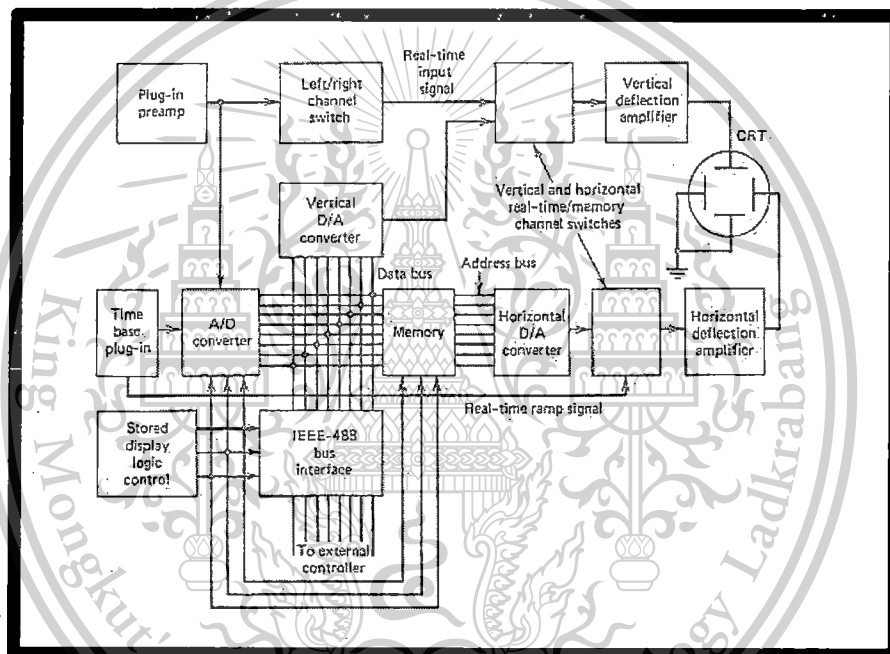 Plug-in
preamp
Left/right
channel
switch
Real-time
input
signal
Vertical
deflection
amplifier
CRT
Vertical
D/A
converter
Vertical and horizontal
real-time/memory
channel switches
Data bus
Address bus
Time
base
plug-in
A/D
converter
Memory
Horizontal
D/A
converter
Horizontal
deflection
amplifier
Real-time ramp signal
Stored
display
logic
control
IEEE-488
bus
interface
To external
controller
King Mongkut's
Ladkrabang